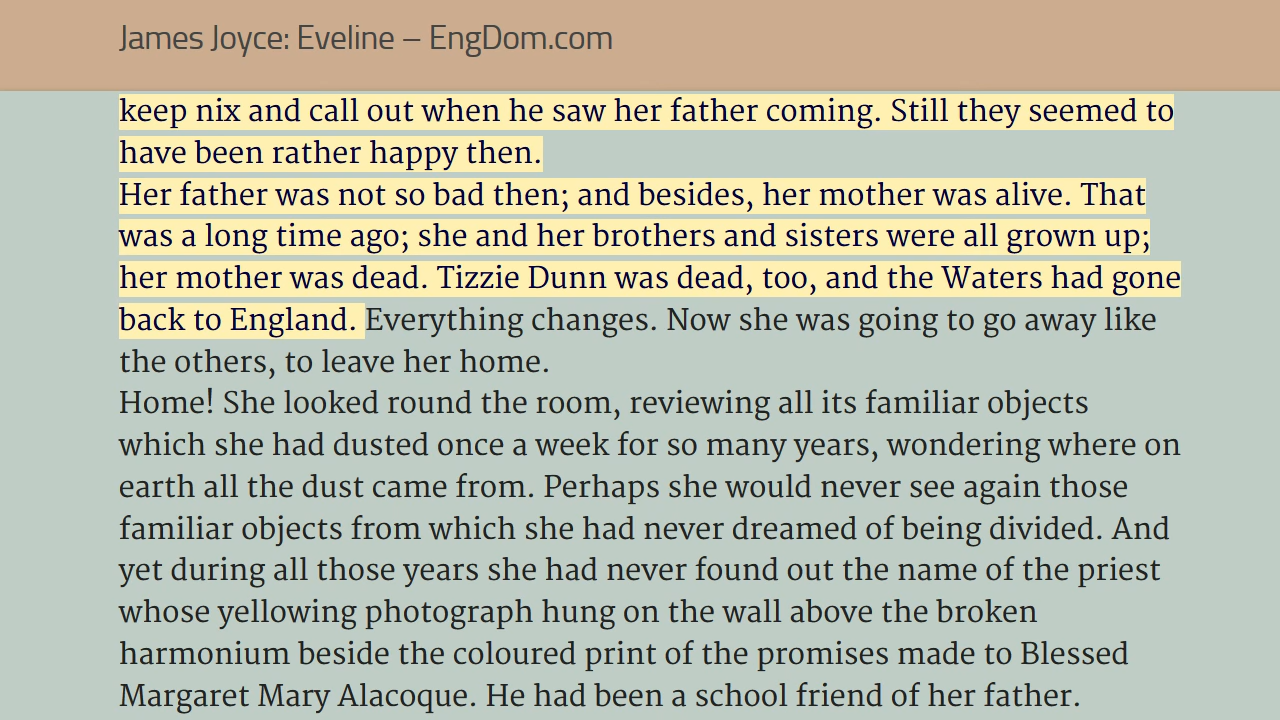 James Joyce: Eveline – EngDom.com
keep nix and call out when he saw her father coming. Still they seemed to
have been rather happy then.
Her father was not so bad then; and besides, her mother was alive. That
was a long time ago; she and her brothers and sisters were all grown up;
her mother was dead. Tizzie Dunn was dead, too, and the Waters had gone
back to England. Everything changes. Now she was going to go away like
the others, to leave her home.
Home! She looked round the room, reviewing all its familiar objects
which she had dusted once a week for so many years, wondering where on
earth all the dust came from. Perhaps she would never see again those
familiar objects from which she had never dreamed of being divided. And
yet during all those years she had never found out the name of the priest
whose yellowing photograph hung on the wall above the broken
harmonium beside the coloured print of the promises made to Blessed
Margaret Mary Alacoque. He had been a school friend of her father.